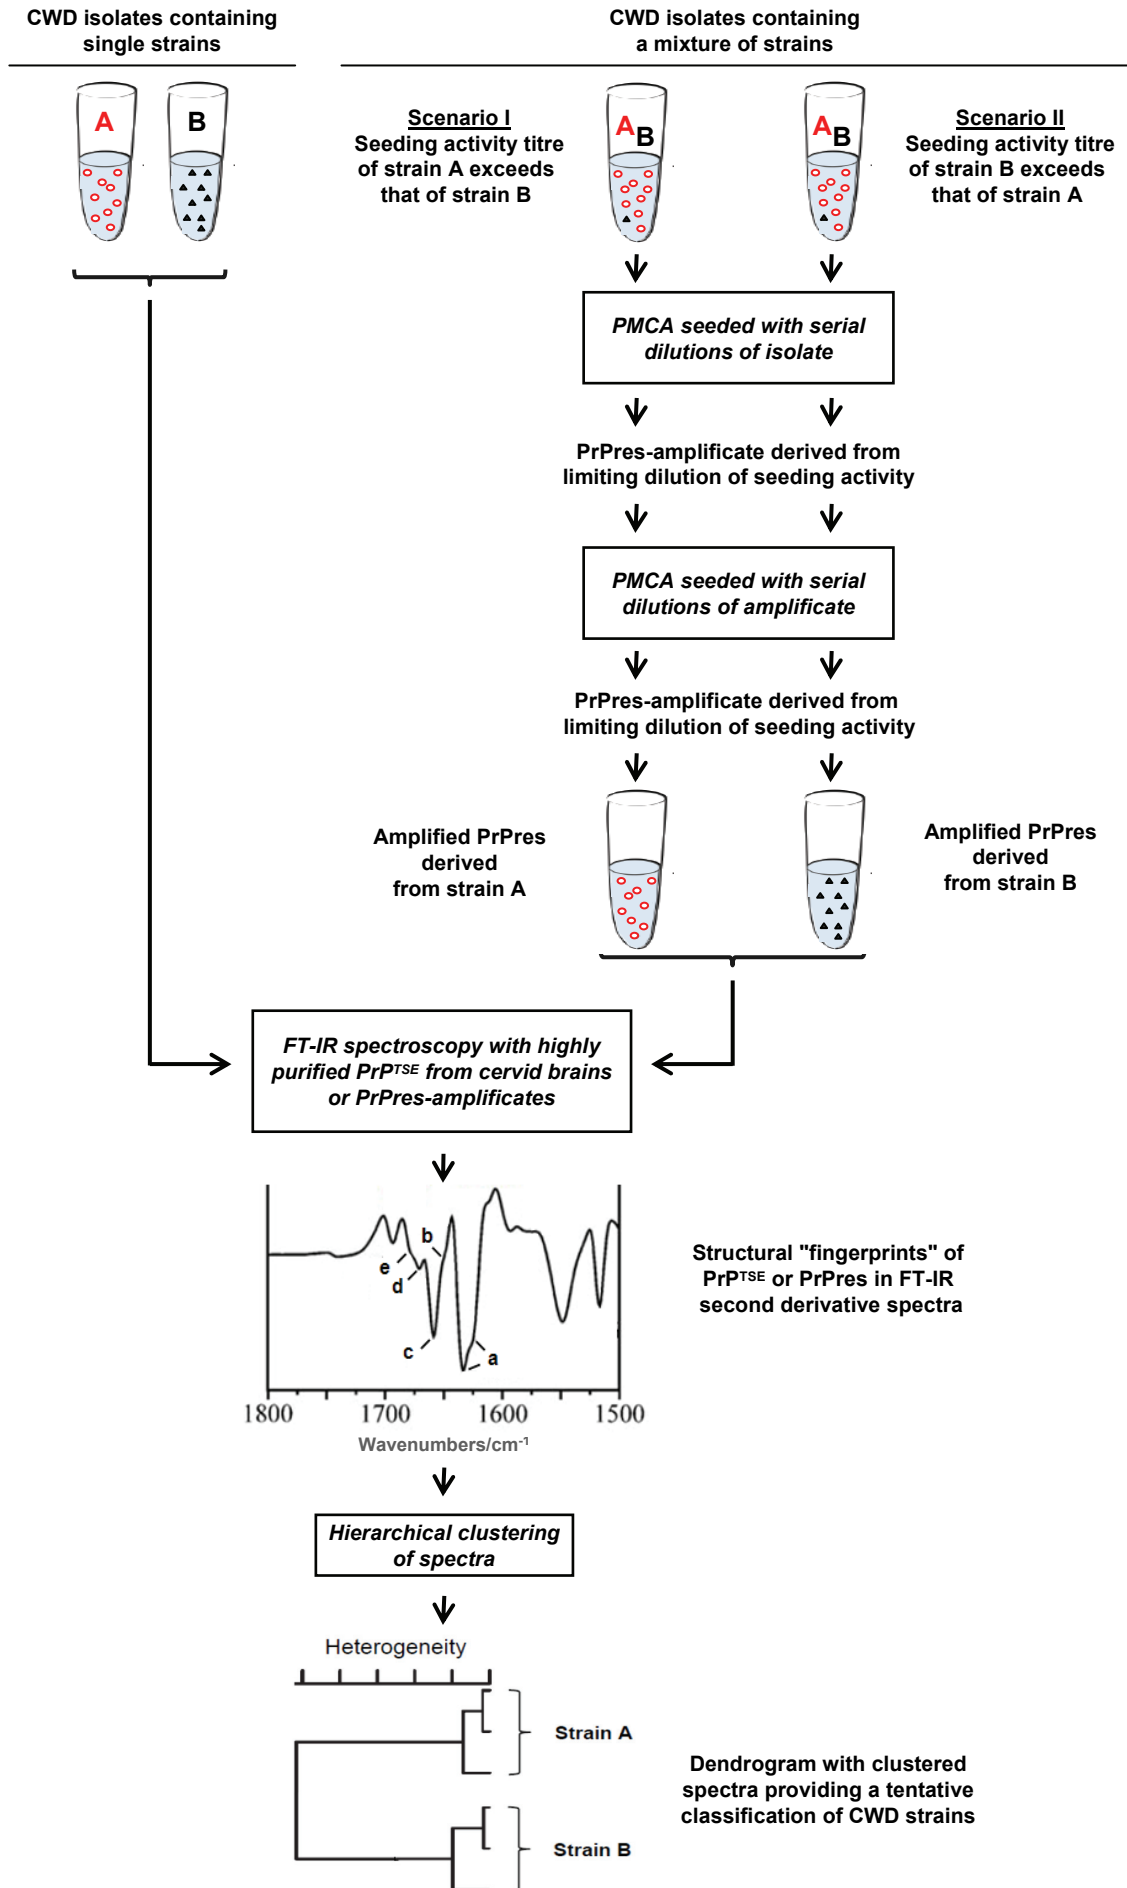 CWD isolates containing
single strains
CWD isolates containing
a mixture of strains
A
B
Scenario I
Seeding activity titre
of strain A exceeds
that of strain B
A
B
A
B
Scenario II
Seeding activity titre
of strain B exceeds
that of strain A
PMCA seeded with serial
dilutions of isolate
PrPres-amplificate derived from
limiting dilution of seeding activity
PMCA seeded with serial
dilutions of amplificate
PrPres-amplificate derived from
limiting dilution of seeding activity
Amplified PrPres
derived
from strain A
Amplified PrPres
derived
from strain B
FT-IR spectroscopy with highly
purified PrPTSE from cervid brains
or PrPres-amplificates
b
e
d
c
a
1800 1700 1600 1500
Wavenumbers/cm-1
Structural "fingerprints" of
PrPTSE or PrPres in FT-IR
second derivative spectra
Hierarchical clustering
of spectra
Heterogeneity
Strain A
Strain B
Dendrogram with clustered
spectra providing a tentative
classification of CWD strains